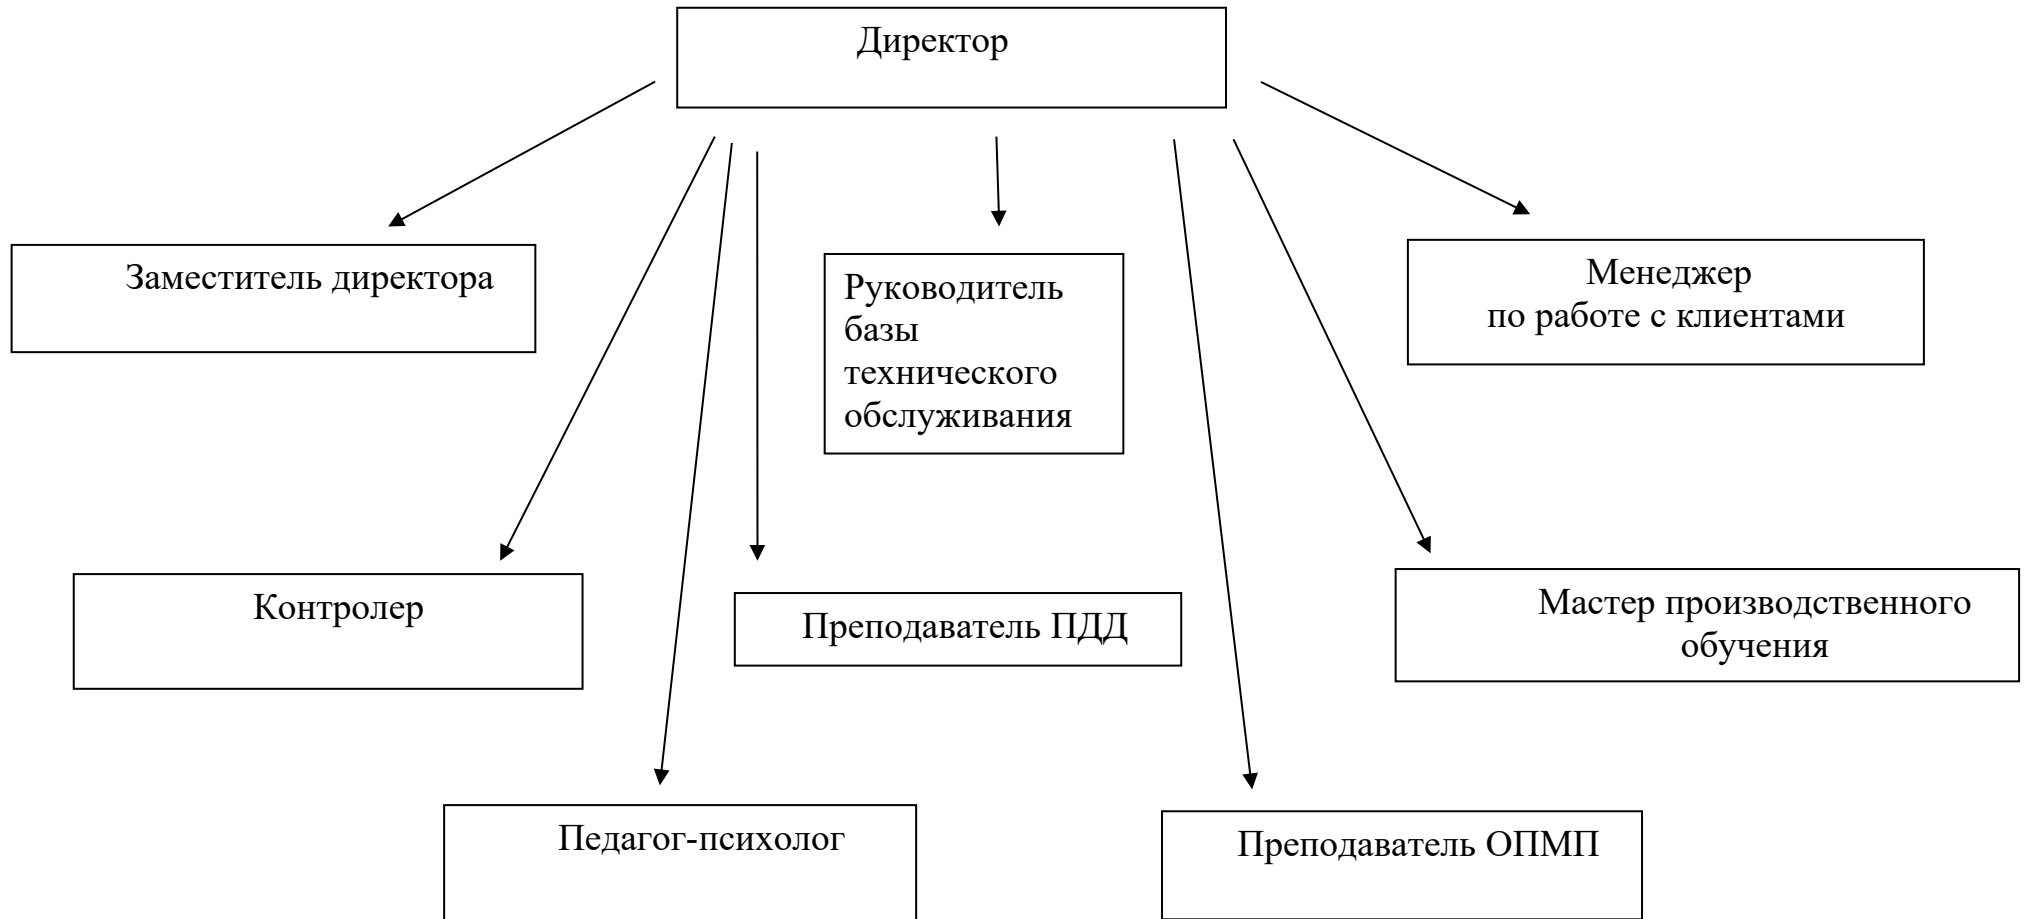 Директор
Заместитель директора
Руководитель
базы
технического
обслуживания
Менеджер
по работе с клиентами
Контролер
Преподаватель ПДД
Мастер производственного
обучения
Педагог-психолог
Преподаватель ОПМП